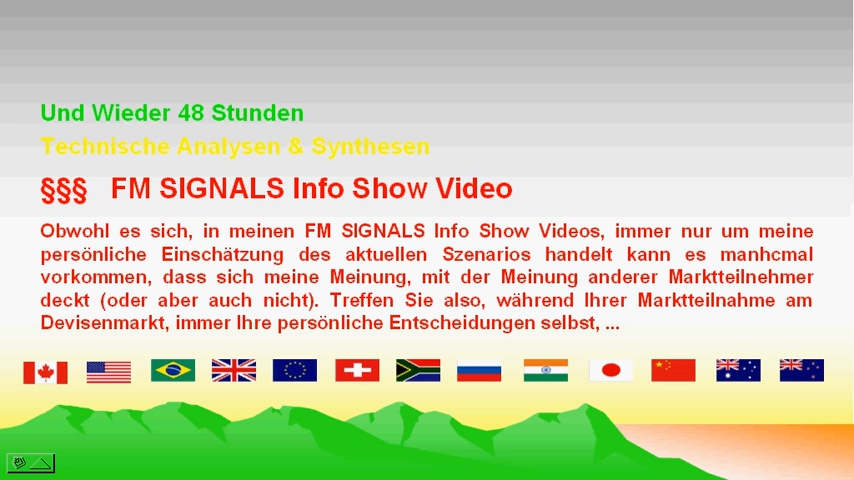 Und Wieder 48 Stunden
Technische Analysen & Synthesen
§§§ FM SIGNALS Info Show Video
Obwohl es sich, in meinen FM SIGNALS Info Show Videos, immer nur um meine
persönliche Einschätzung des aktuellen Szenarios handelt kann es manhcmal
vorkommen, dass sich meine Meinung, mit der Meinung anderer Marktteilnehmer
deckt (oder aber auch nicht). Treffen Sie also, während Ihrer Marktteilnahme am
Devisenmarkt, immer Ihre persönliche Entscheidungen selbst, ...